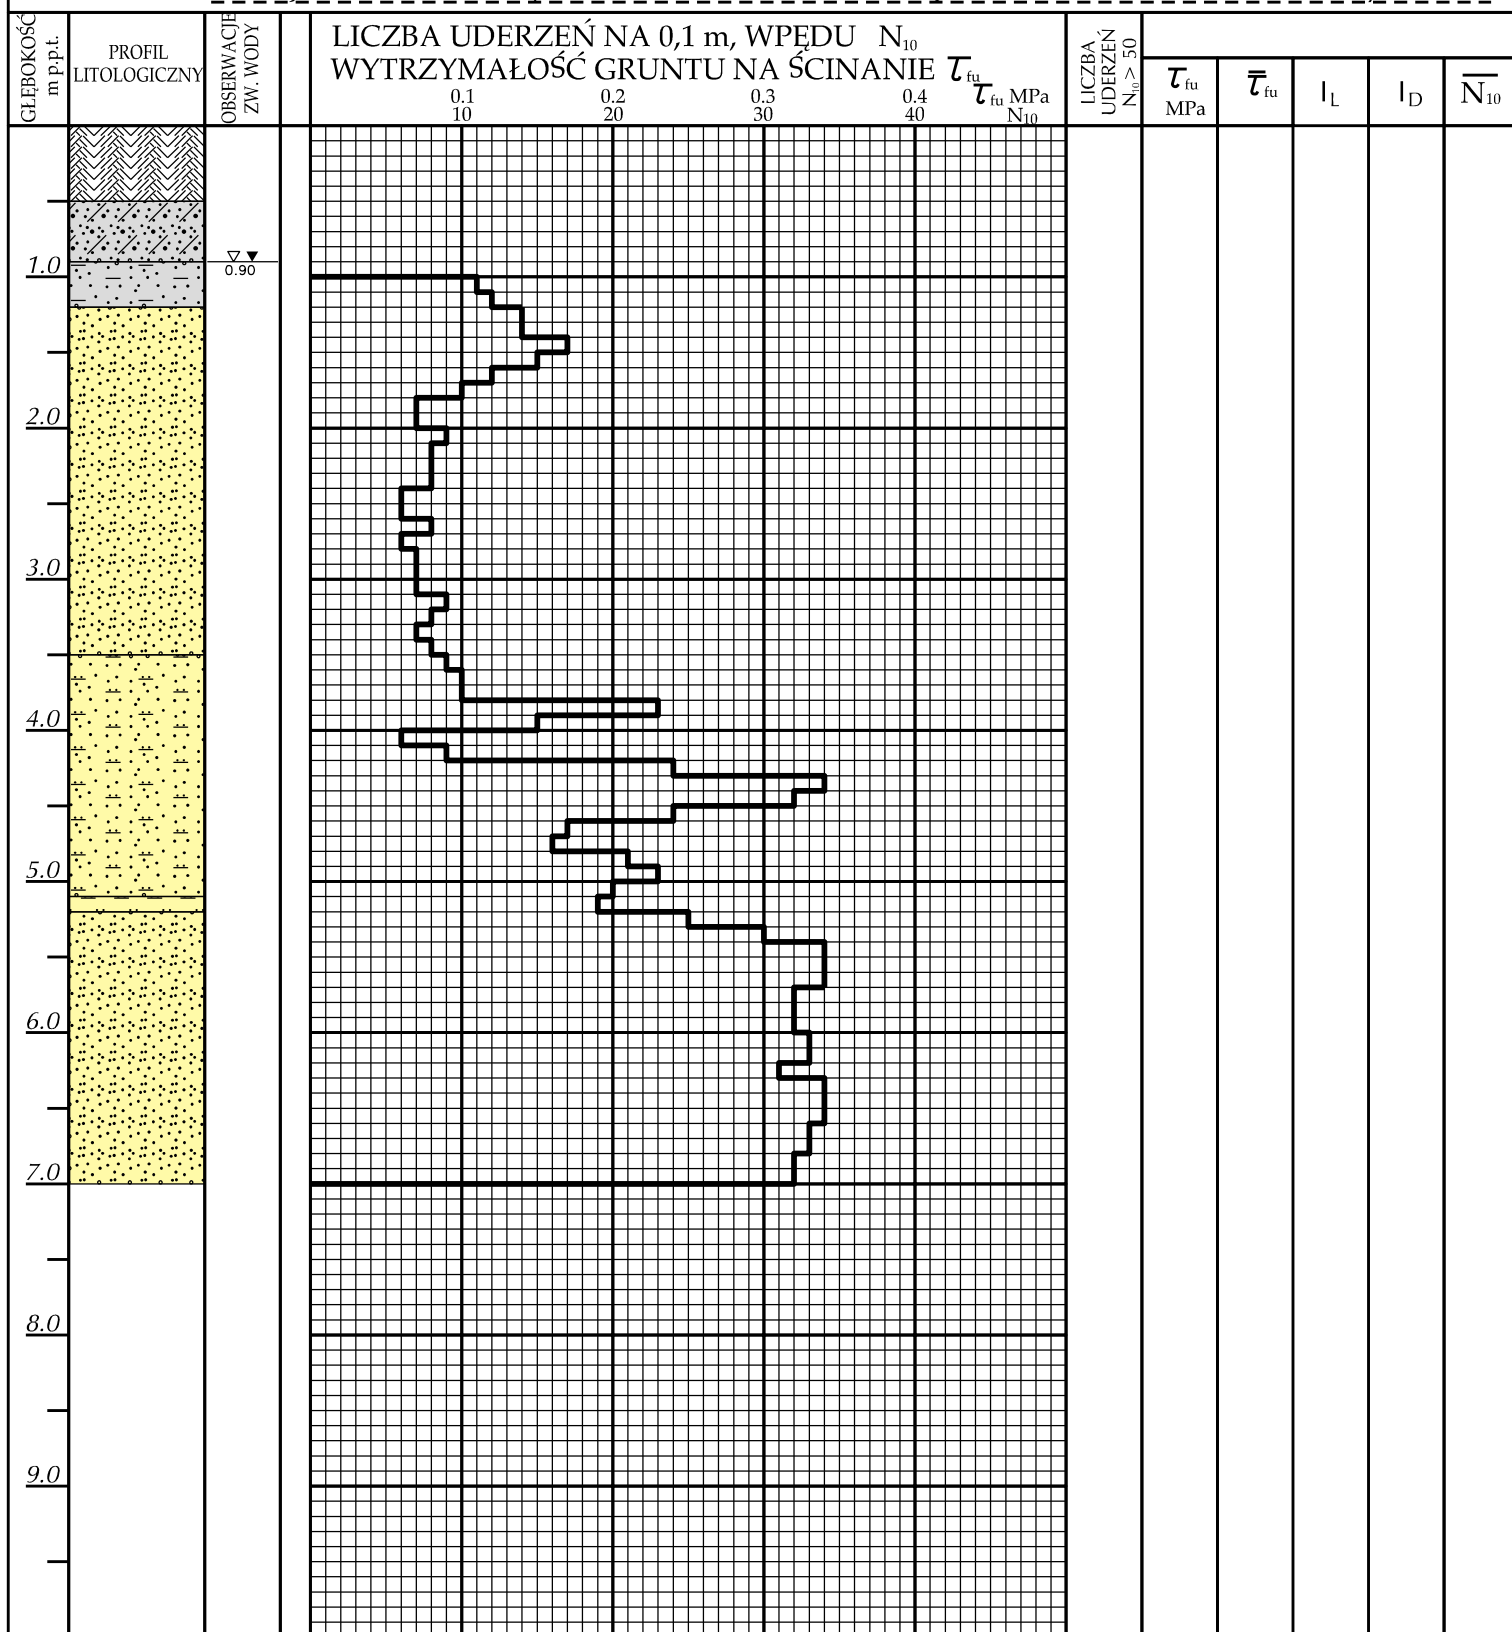 GŁĘBOKOŚĆ
m p.p.t.
PROFIL
LITOLOGICZNY
OBSERWACJE
ZW. WODY
LICZBA UDERZEŃ NA 0,1 m, WPĘDU N10
WYTRZYMAŁOŚĆ GRUNTU NA ŚCINANIE τfu
0.1 0.2 0.3 0.4 τfu MPa
10 20 30 40 N10
LICZBA
UDERZEŃ
N10 > 50
τfu
MPa
τ̅fu
IL
ID
N̅10
0.90
1.0
2.0
3.0
4.0
5.0
6.0
7.0
8.0
9.0